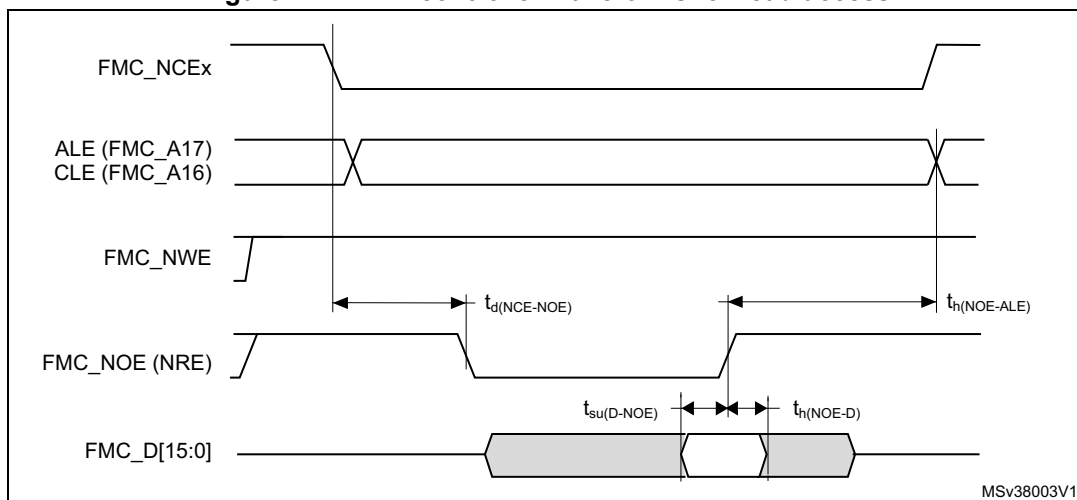 FMC_NCEx
ALE (FMC_A17)
CLE (FMC_A16)
FMC_NWE
td(NCE-NOE)
th(NOE-ALE)
FMC_NOE (NRE)
tsu(D-NOE)
th(NOE-D)
FMC_D[15:0]
MSv38003V1